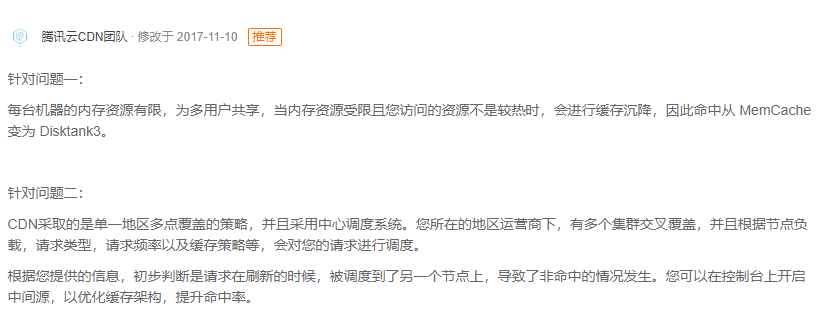 腾讯云CDN团队 · 修改于 2017-11-10 推荐
针对问题一：
每台机器的内存资源有限，为多用户共享，当内存资源受限且您访问的资源不是较热时，会进行缓存沉降，因此命中从 MemCache
变为 Disktank3。
针对问题二：
CDN采取的是单一地区多点覆盖的策略，并且采用中心调度系统。您所在的地区运营商下，有多个集群交叉覆盖，并且根据节点负
载，请求类型，请求频率以及缓存策略等，会对您的请求进行调度。
根据您提供的信息，初步判断是请求在刷新的时候，被调度到了另一个节点上，导致了非命中的情况发生。您可以在控制台上开启
中间源，以优化缓存架构，提升命中率。